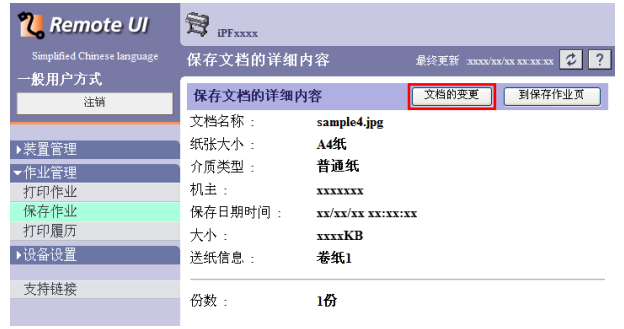 Remote UI
iPFxxxx
Simplified Chinese language
一般用户方式
注销
保存文档的详细内容
最终更新 xxxx/xx/xx xx:xx:xx
?
保存文档的详细内容
文档的变更
到保存作业页
装置管理
作业管理
打印作业
保存作业
打印履历
设备设置
支持链接
文档名称：
sample4.jpg
纸张大小：
A4纸
介质类型：
普通纸
机主：
xxxxxxx
保存日期时间：
xx/xx/xx xx:xx:xx
大小：
xxxxKB
送纸信息：
卷纸1
份数：
1份